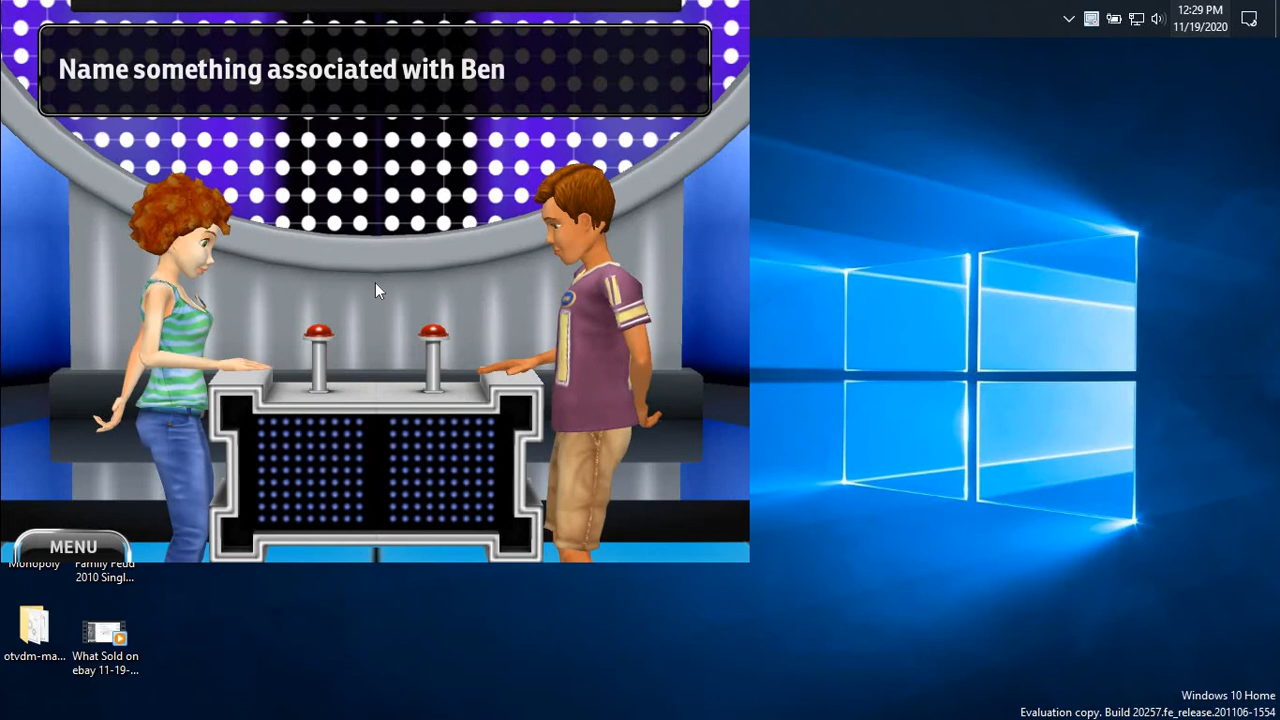 12:29 PM
11/19/2020
Name something associated with Ben
MENU
Monopoly
Family Feud
2010 Singl...
otvdm-ma...
What Sold on
ebay 11-19-...
Windows 10 Home
Evaluation copy. Build 20257.fe_release.201106-1554